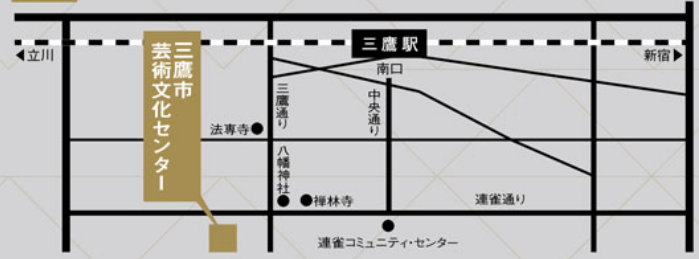 三鷹駅
◀立川
新宿▶
南口
三鷹市
芸術文化センター
三鷹通り
中央通り
法専寺
八幡神社
禅林寺
連雀通り
連雀コミュニティ・センター